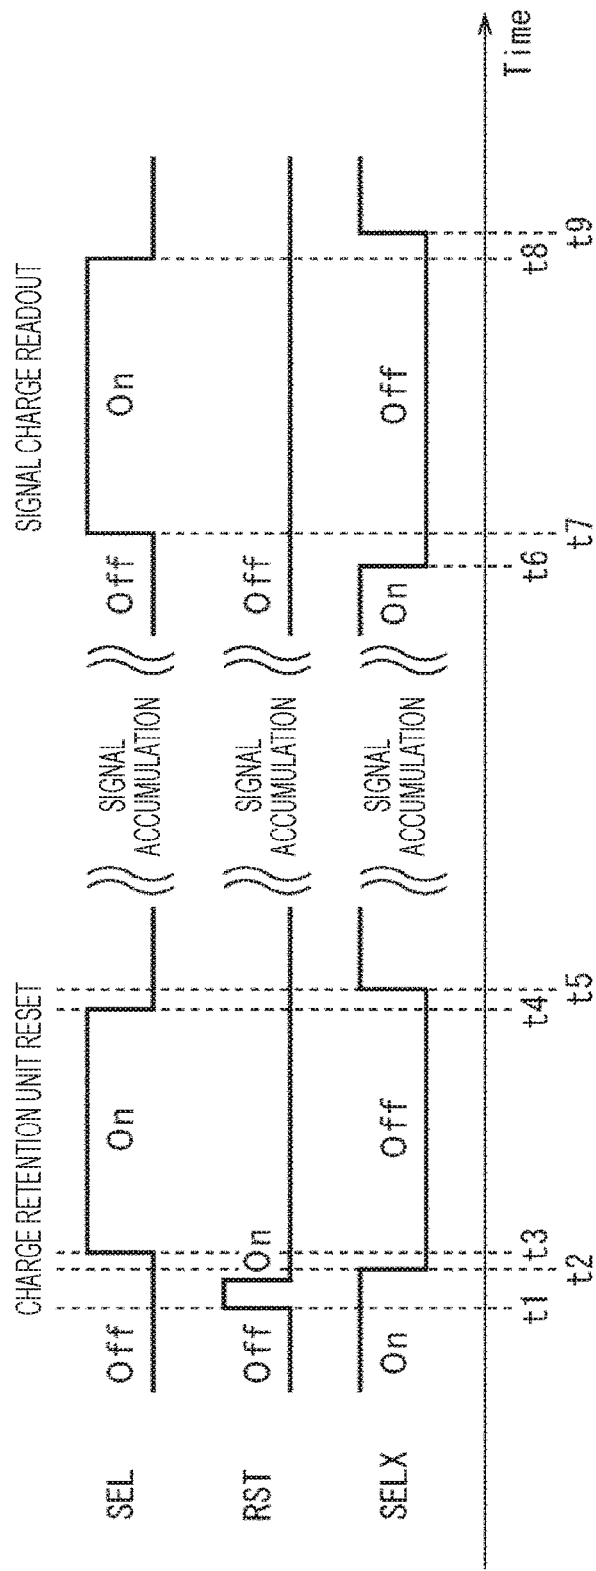 CHARGE RETENTION UNIT RESET
SIGNAL CHARGE READOUT
SEL
Off
On
SIGNAL
ACCUMULATION
Off
On
RST
Off
On
SIGNAL
ACCUMULATION
Off
SELX
On
Off
SIGNAL
ACCUMULATION
On
Off
t1
t2
t3
t4
t5
t6
t7
t8
t9
Time